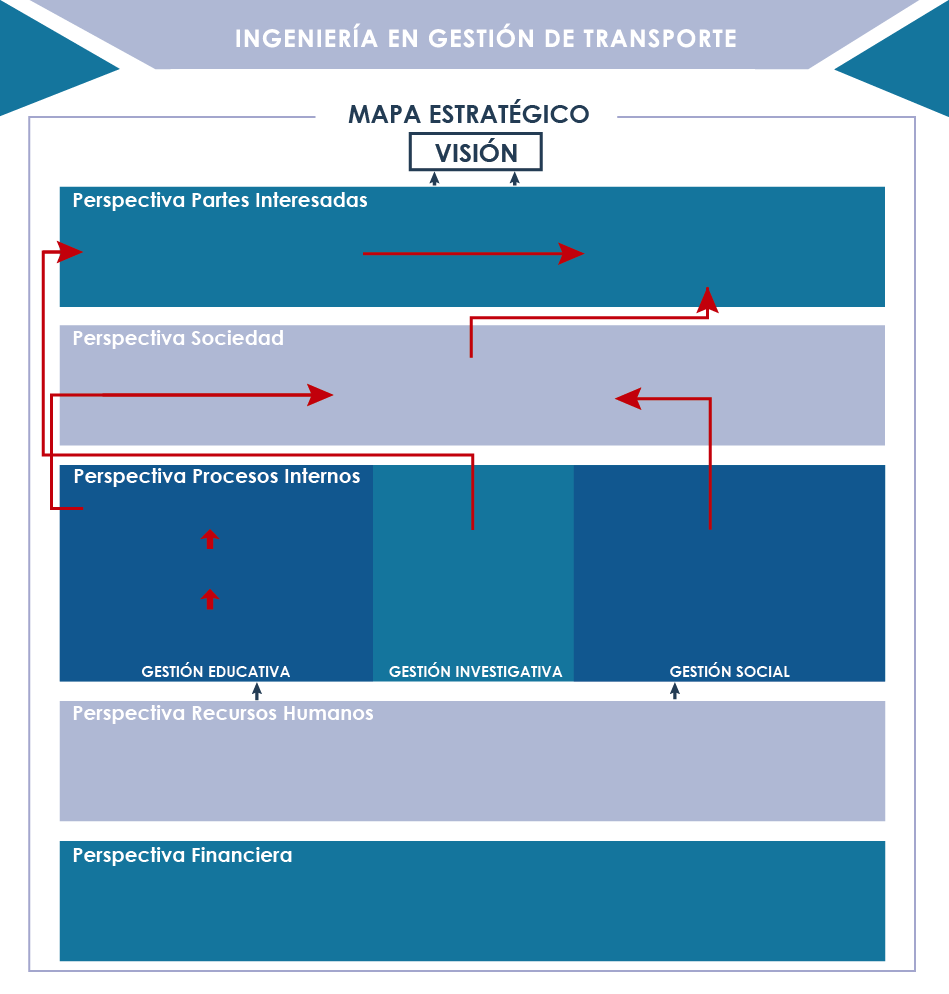 INGENIERÍA EN GESTIÓN DE TRANSPORTE
MAPA ESTRATÉGICO
VISIÓN
Perspectiva Partes Interesadas
Perspectiva Sociedad
Perspectiva Procesos Internos
GESTIÓN EDUCATIVA
GESTIÓN INVESTIGATIVA
GESTIÓN SOCIAL
Perspectiva Recursos Humanos
Perspectiva Financiera